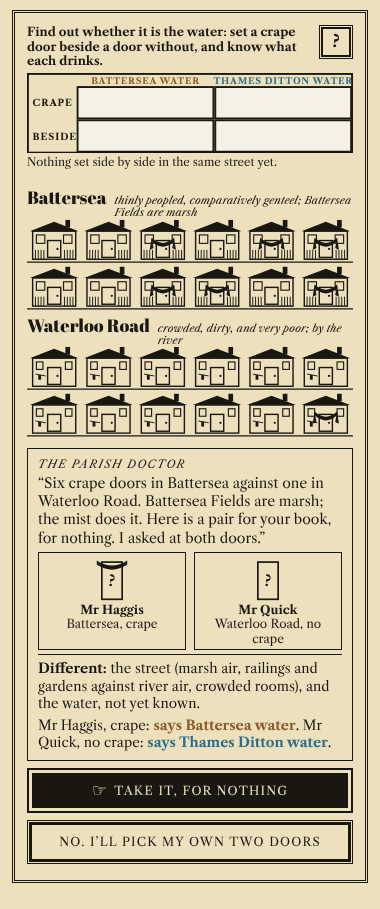 Find out whether it is the water: set a crape
door beside a door without, and know what
each drinks.
?
BATTERSEA WATER THAMES DITTON WATER
CRAPE
BESIDE
Nothing set side by side in the same street yet.
Battersea thinly peopled, comparatively genteel; Battersea
Fields are marsh
Waterloo Road crowded, dirty, and very poor; by the
river
THE PARISH DOCTOR
“Six crape doors in Battersea against one in
Waterloo Road. Battersea Fields are marsh;
the mist does it. Here is a pair for your book,
for nothing. I asked at both doors.”
?
Mr Haggis
Battersea, crape
?
Mr Quick
Waterloo Road, no
crape
Different: the street (marsh air, railings and
gardens against river air, crowded rooms), and
the water, not yet known.
Mr Haggis, crape: says Battersea water. Mr
Quick, no crape: says Thames Ditton water.
☞ TAKE IT, FOR NOTHING
NO. I’LL PICK MY OWN TWO DOORS